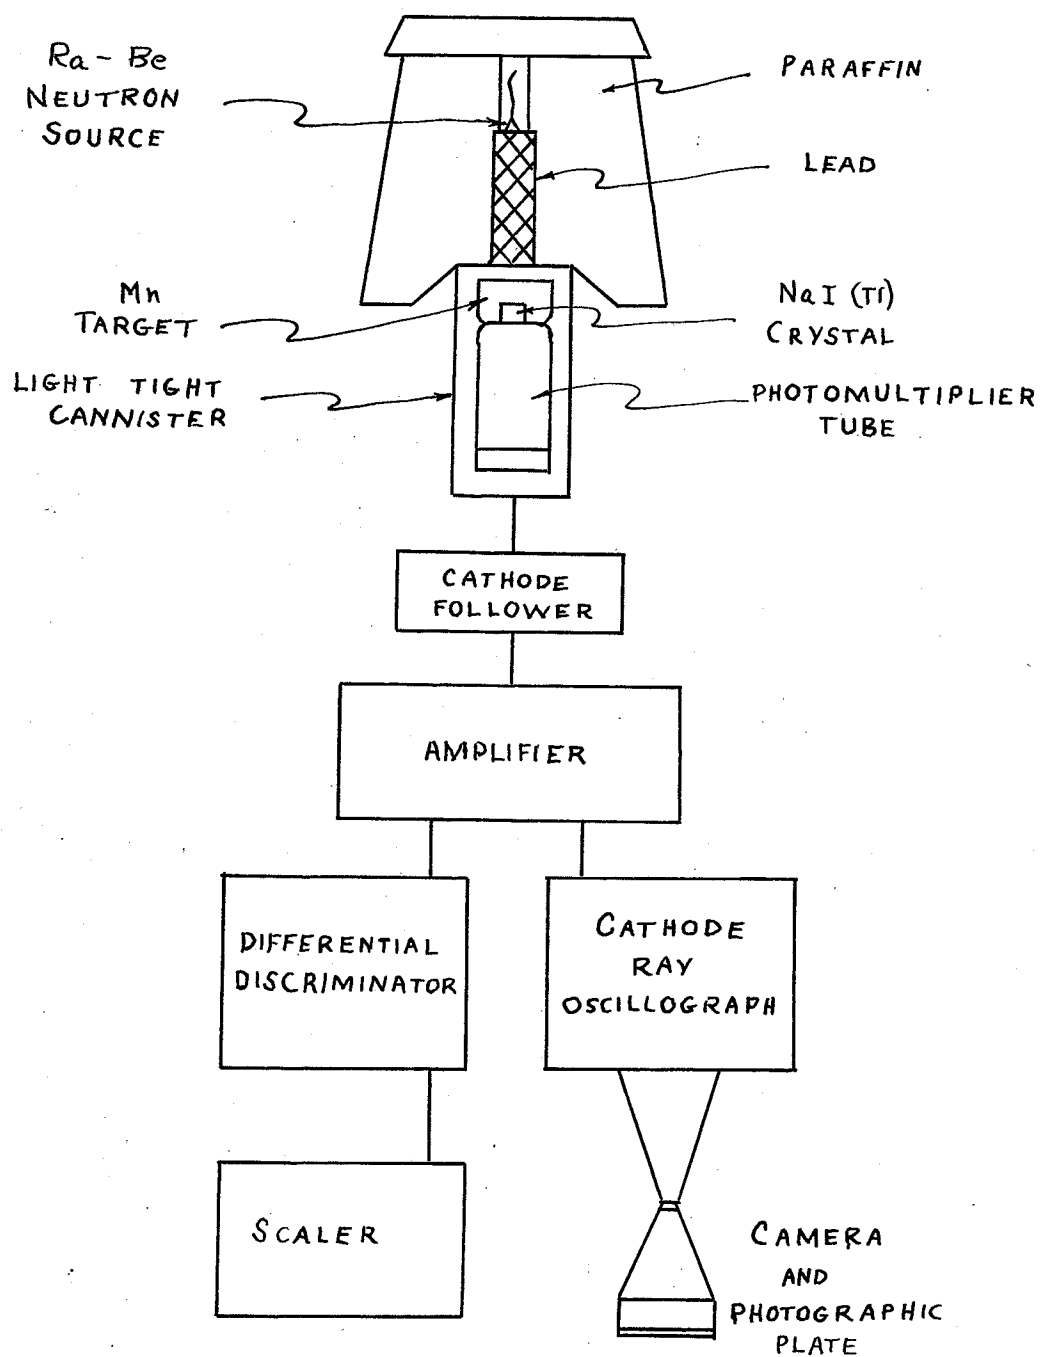 Ra - Be
NEUTRON
SOURCE
PARAFFIN
LEAD
Mn
TARGET
NaI (Tl)
CRYSTAL
LIGHT TIGHT
CANNISTER
PHOTOMULTIPLIER
TUBE
CATHODE
FOLLOWER
AMPLIFIER
DIFFERENTIAL
DISCRIMINATOR
CATHODE
RAY
OSCILLOGRAPH
SCALER
CAMERA
AND
PHOTOGRAPHIC
PLATE